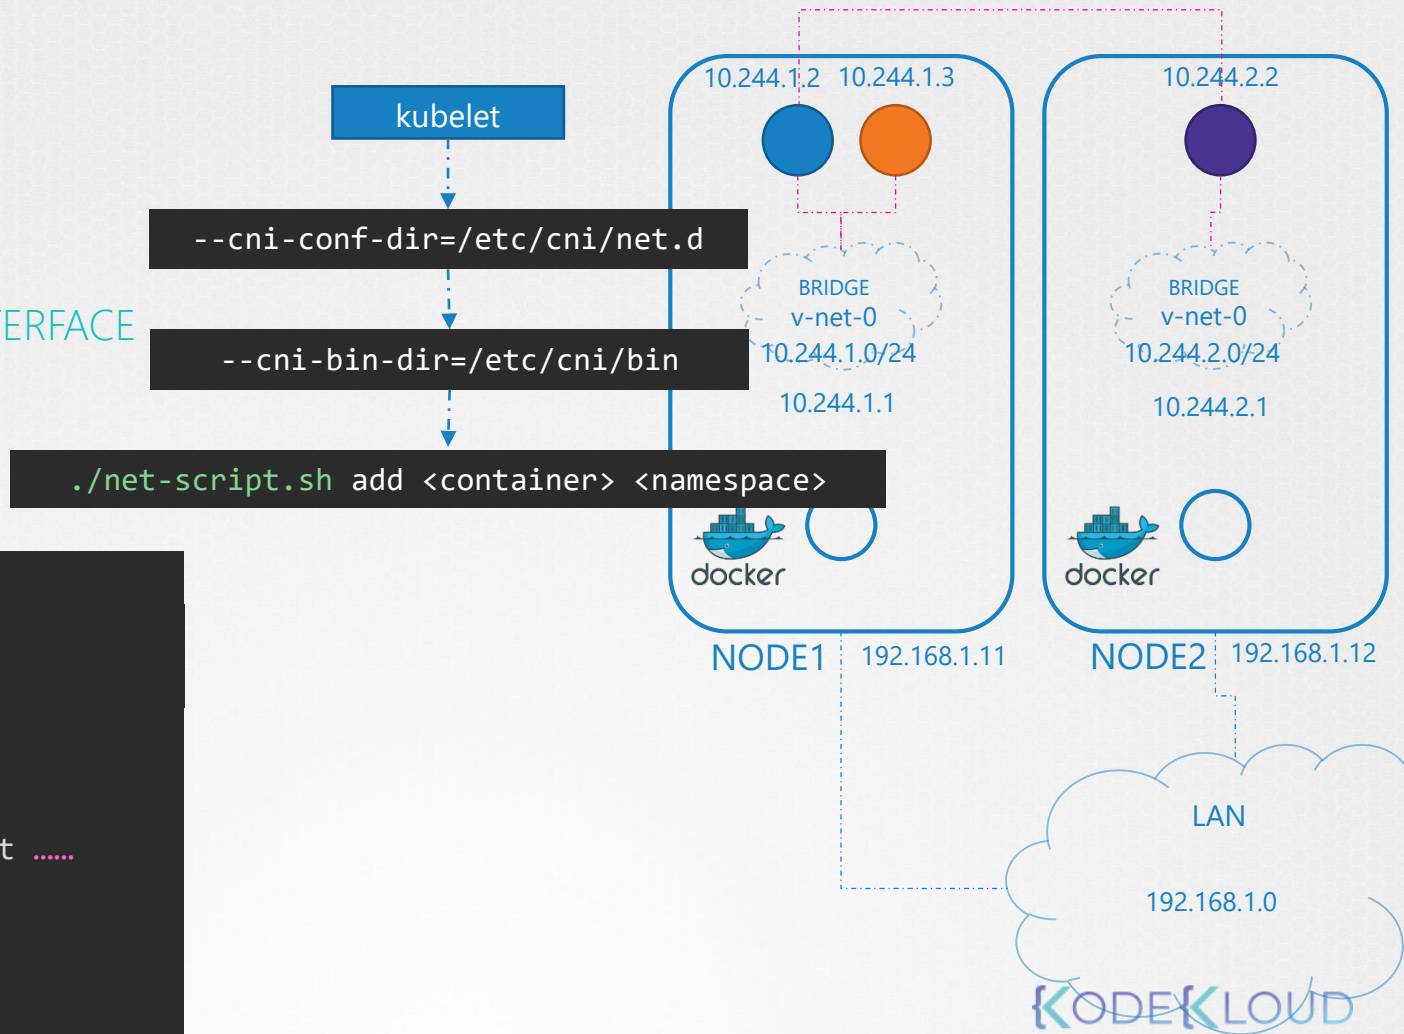 10.244.1.2 10.244.1.3
10.244.2.2
kubelet
--cni-conf-dir=/etc/cni/net.d
BRIDGE
v-net-0
10.244.1.0/24
10.244.1.1
BRIDGE
v-net-0
10.244.2.0/24
10.244.2.1
TERFACE
--cni-bin-dir=/etc/cni/bin
./net-script.sh add <container> <namespace>
docker
docker
NODE1 192.168.1.11
NODE2 192.168.1.12
LAN
t ......
192.168.1.0
{KODE{KLOUD